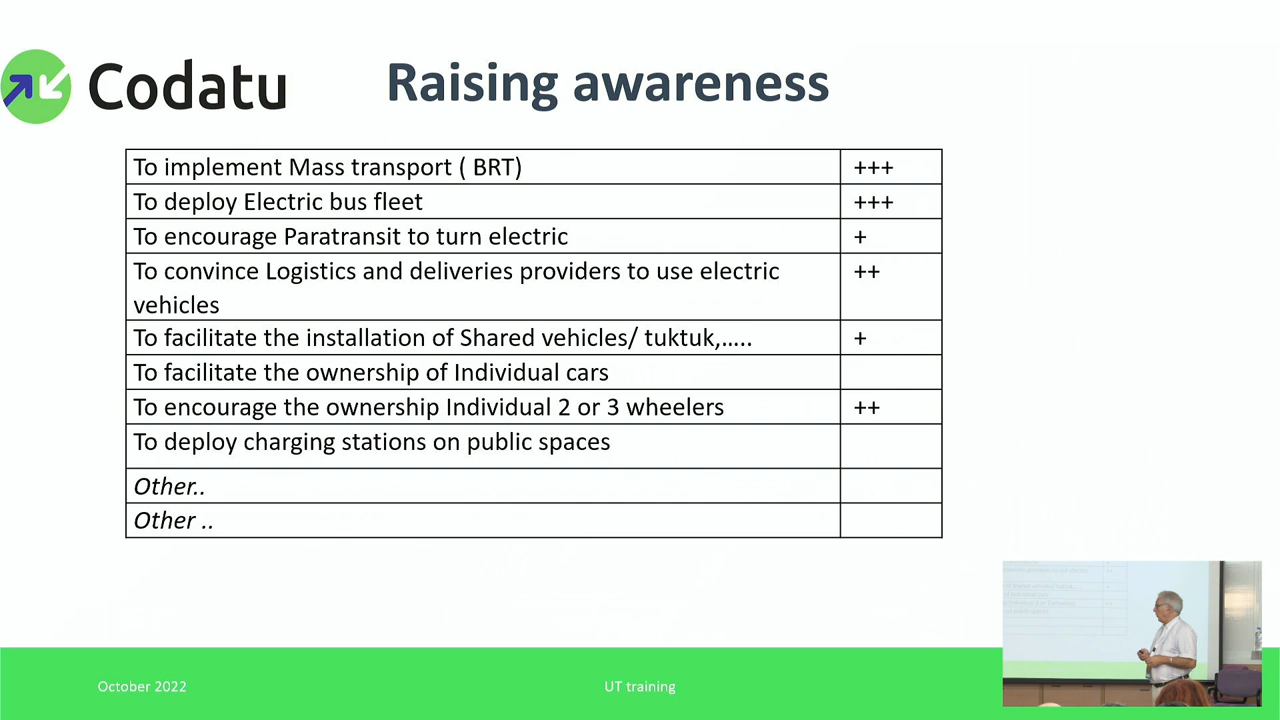 Codatu
Raising awareness
To implement Mass transport ( BRT) +++
To deploy Electric bus fleet +++
To encourage Paratransit to turn electric +
To convince Logistics and deliveries providers to use electric ++
vehicles
To facilitate the installation of Shared vehicles/ tuktuk,….. +
To facilitate the ownership of Individual cars
To encourage the ownership Individual 2 or 3 wheelers ++
To deploy charging stations on public spaces
Other..
Other ..
October 2022
UT training